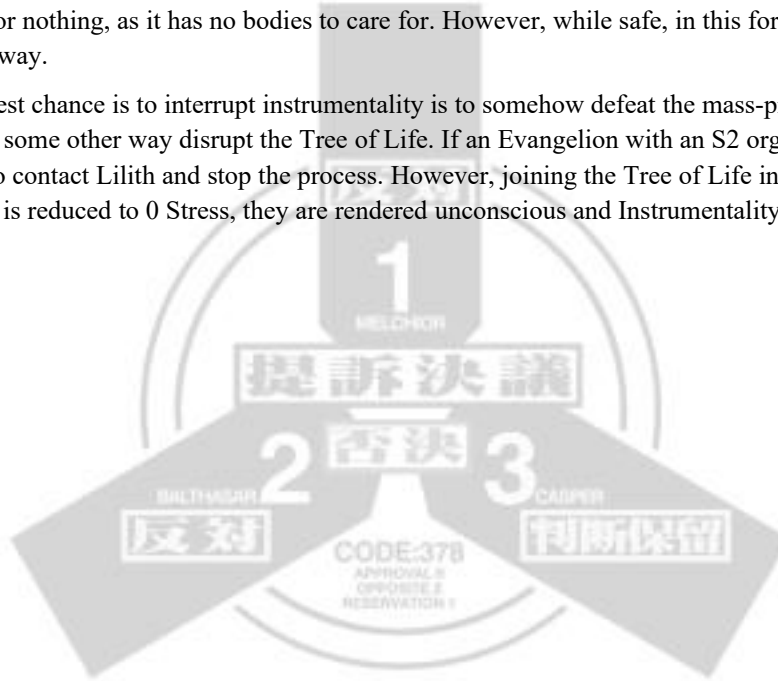 or nothing, as it has no bodies to care for. However, while safe, in this for
way.
est chance is to interrupt instrumentality is to somehow defeat the mass-p
some other way disrupt the Tree of Life. If an Evangelion with an S2 org
o contact Lilith and stop the process. However, joining the Tree of Life in
is reduced to 0 Stress, they are rendered unconscious and Instrumentality
反対
1
MELCHIOR
提訴決議
否決
2
3
BALTHASAR
CASPER
反対
判断保留
CODE:378
APPROVAL:0
OPPOSITE:2
RESERVATION:1